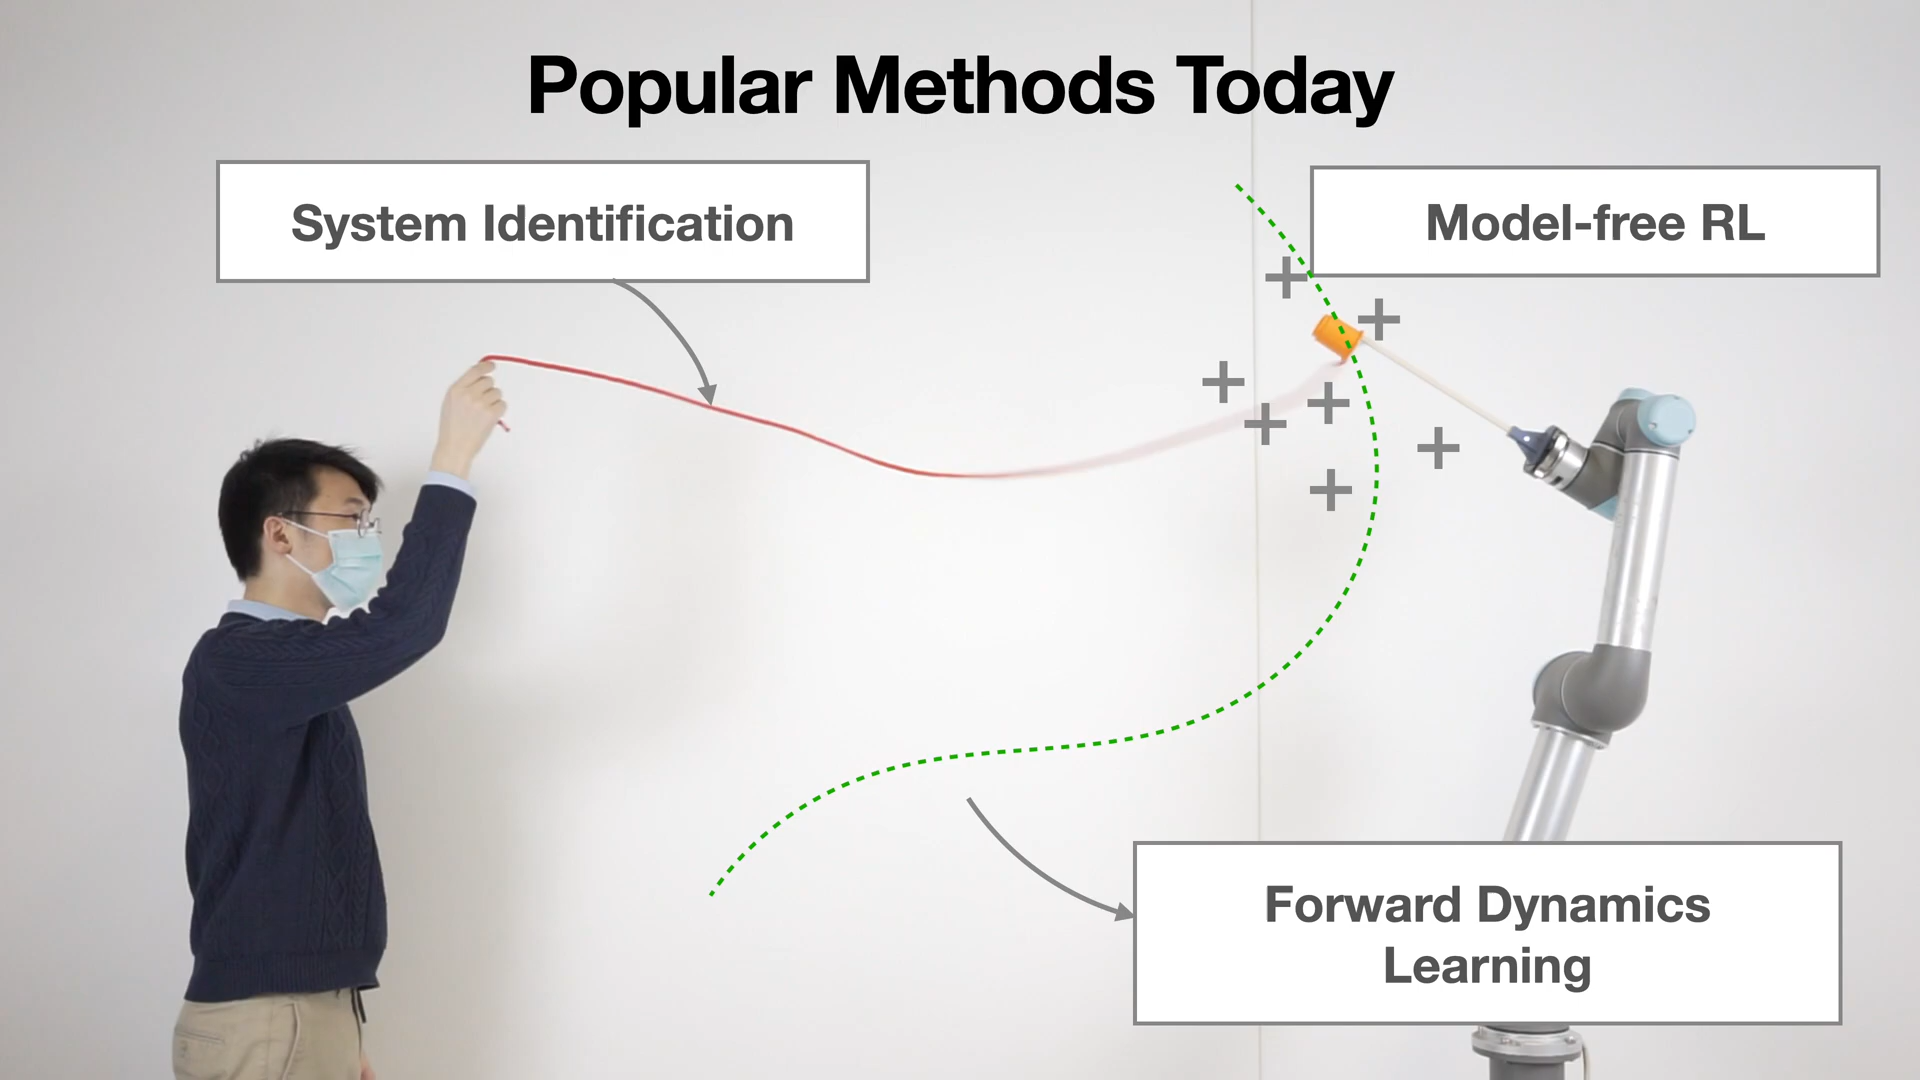 Popular Methods Today
System Identification
Model-free RL
Forward Dynamics
Learning